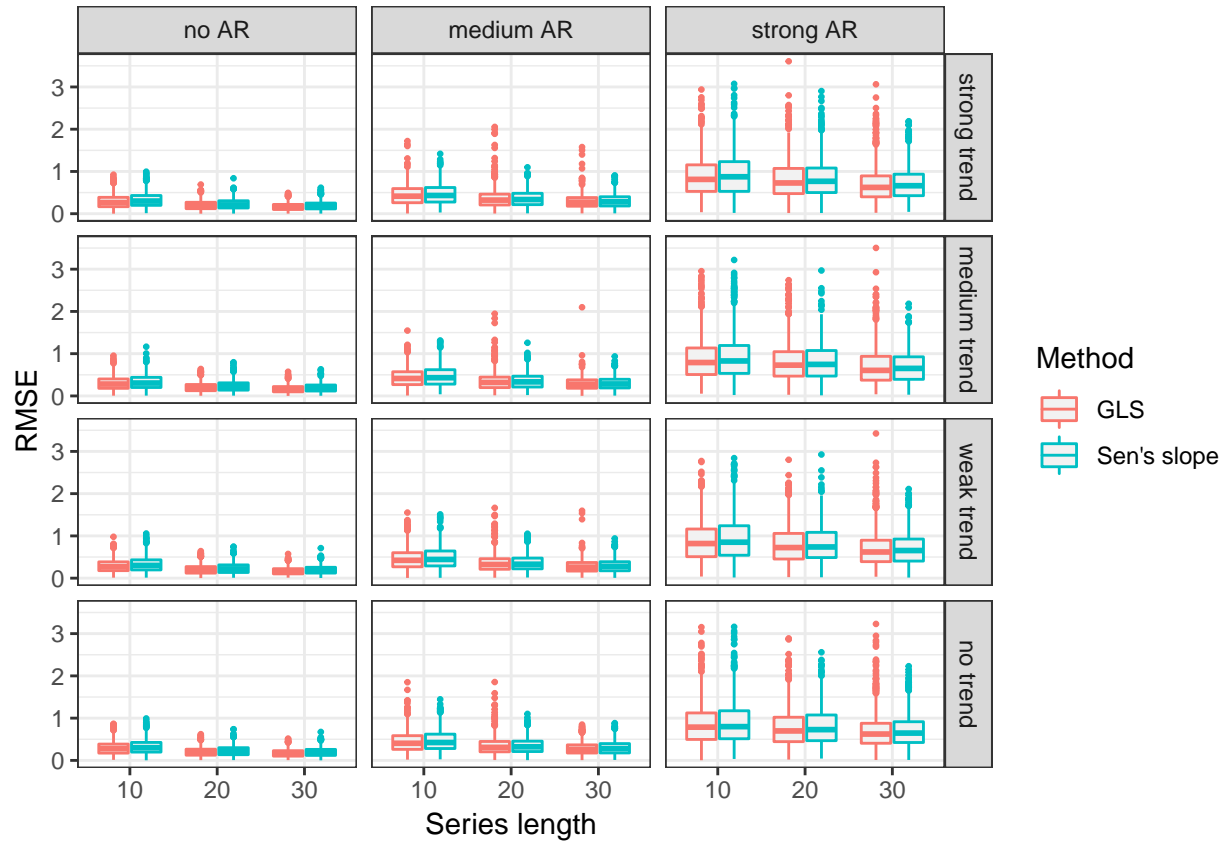 no AR
medium AR
strong AR
RMSE
3
2
1
0
strong trend
3
2
1
0
medium trend
3
2
1
0
weak trend
3
2
1
0
no trend
10
20
30
10
20
30
10
20
30
Series length
Method
GLS
Sen's slope